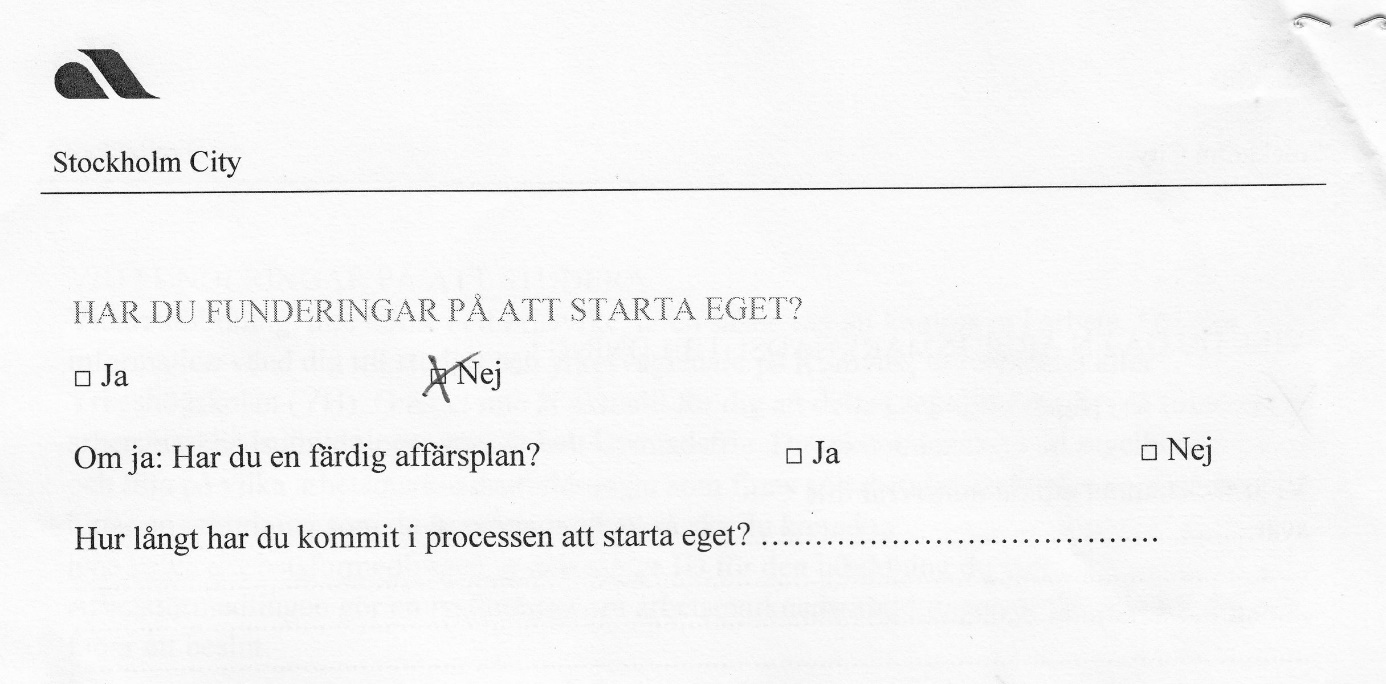 Stockholm City
HAR DU FUNDERINGAR PÅ ATT STARTA EGET?
□ Ja □ Nej
Om ja: Har du en färdig affärsplan? □ Ja □ Nej
Hur långt har du kommit i processen att starta eget? ....................................